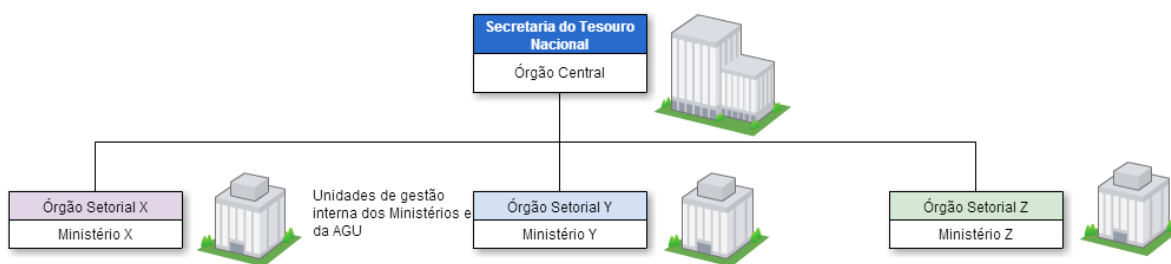 Secretaria do Tesouro
Nacional
Órgão Central
Órgão Setorial X
Ministério X
Unidades de gestão
interna dos Ministérios e
da AGU
Órgão Setorial Y
Ministério Y
Órgão Setorial Z
Ministério Z